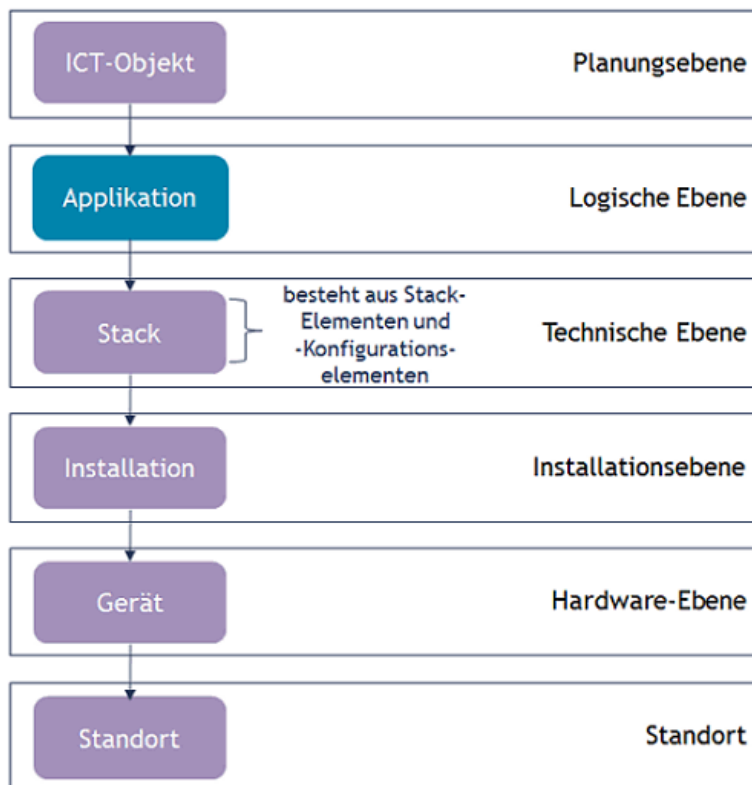 ICT-Objekt
Planungsebene
Applikation
Logische Ebene
Stack
besteht aus Stack-
Elementen und
-Konfigurations-
elementen
Technische Ebene
Installation
Installationsebene
Gerät
Hardware-Ebene
Standort
Standort